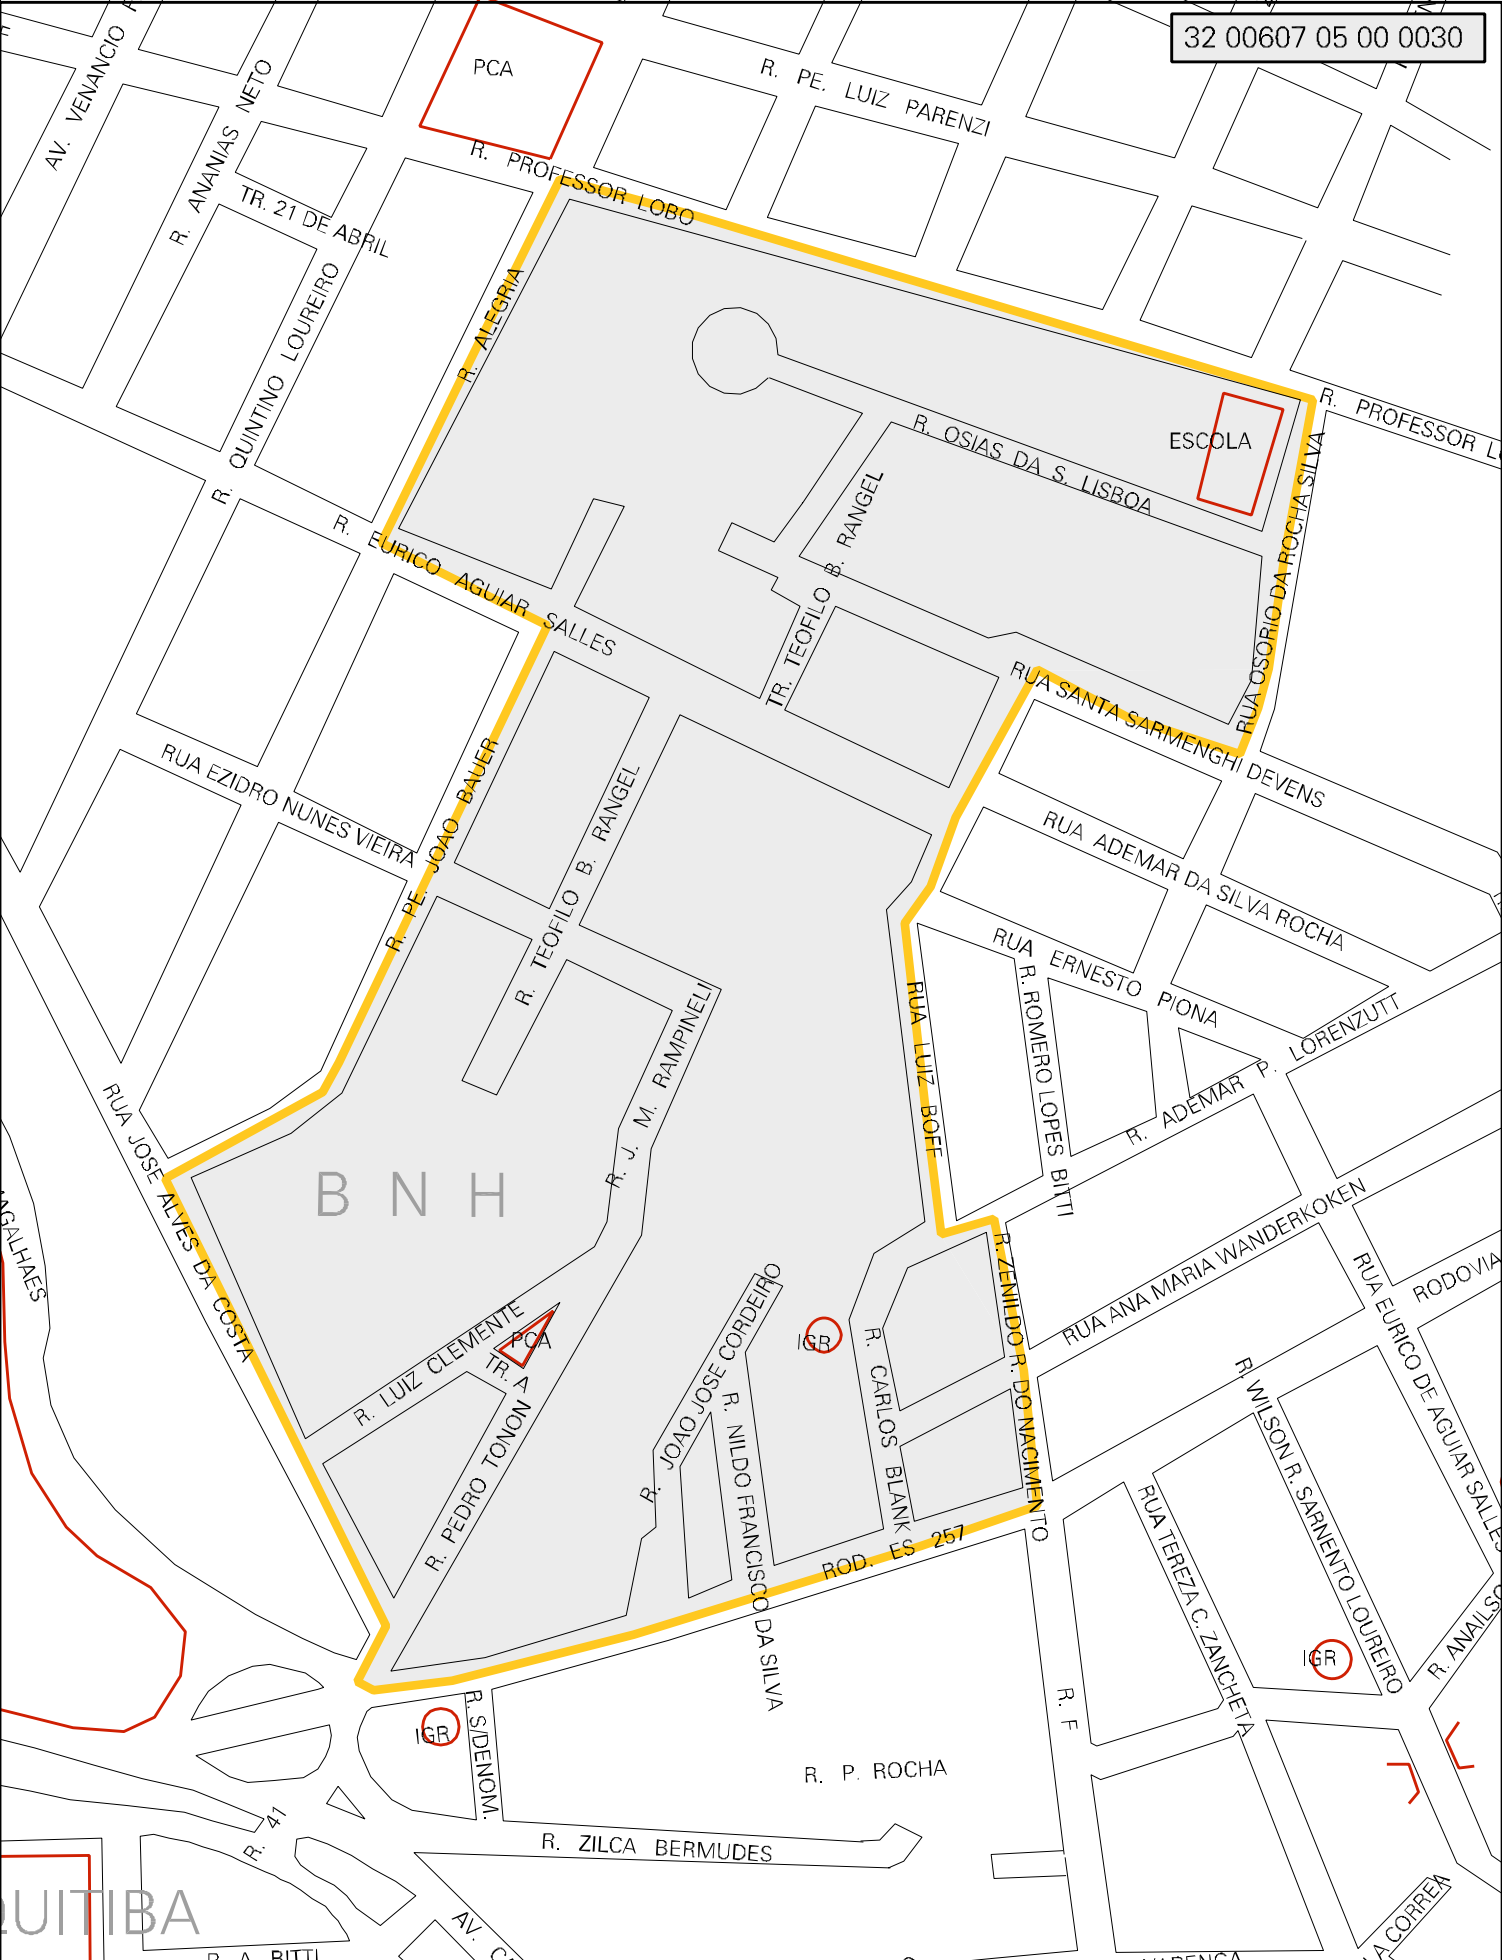 32 00607 05 00 0030
PCA
AV. VENANCIO
R. ANANIAS NETO
R. PE. LUIZ PARENZI
R. PROFESSOR LOBO
TR. 21 DE ABRIL
R. QUINTINO LOUREIRO
R. ALEGRIA
R. PROFESSOR
ESCOLA
R. OSIAS DA S. LISBOA
RUA OSORIO DA ROCHA SILVA
R. EURICO AGUIAR SALLES
TR. TEOFILO B. RANGEL
RUA SANTA SARMENGHI DEVENS
RUA EZIDRO NUNES VIEIRA
R. PE. JOAO BAUER
R. TEOFILO B. RANGEL
RUA ADEMAR DA SILVA ROCHA
RUA ERNESTO PIONA
R. ROMERO LOPES BITTI
RUA LUIZ BOFF
R. ADEMAR P. LORENZUTT
R. J. M. RAMPINELI
RUA JOSE ALVES DA COSTA
B N H
AGALHAES
RUA ANA MARIA WANDERKOKEN
RODOVIA
RUA EURICO DE AGUIAR SALLES
R. ZENILDO R. DO NACIMENTO
R. LUIZ CLEMENTE
PCA
TR. A
R. PEDRO TONON
R. JOAO JOSE CORDEIRO
IGR
R. CARLOS BLANK
R. NILDO FRANCISCO DA SILVA
ROD. ES 257
R. WILSON R. SARNENTO LOUREIRO
RUA TEREZA C. ZANCHETA
IGR
R. ANAILSO
R. F
IGR
R. S/DENOM.
R. P. ROCHA
R. 41
R. ZILCA BERMUDES
QUITIBA
AV. C
R. A. BITTI
VARENÇA
A CORREA